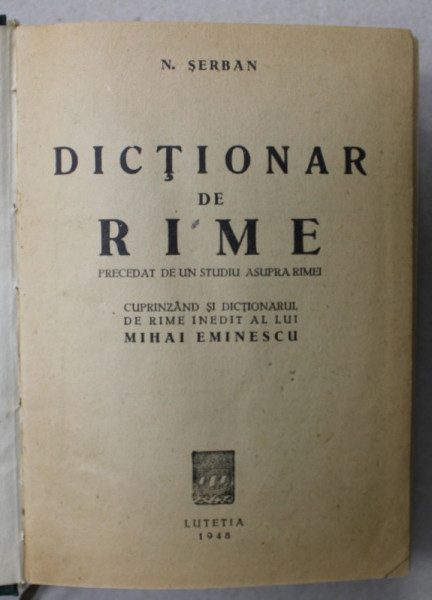 N. ŞERBAN
DICŢIONAR
DE
RIME
PRECEDAT DE UN STUDIU ASUPRA RIMEI
CUPRINZÂND ŞI DICŢIONARUL
DE RIME INEDIT AL LUI
MIHAI EMINESCU
LUTETIA
1948